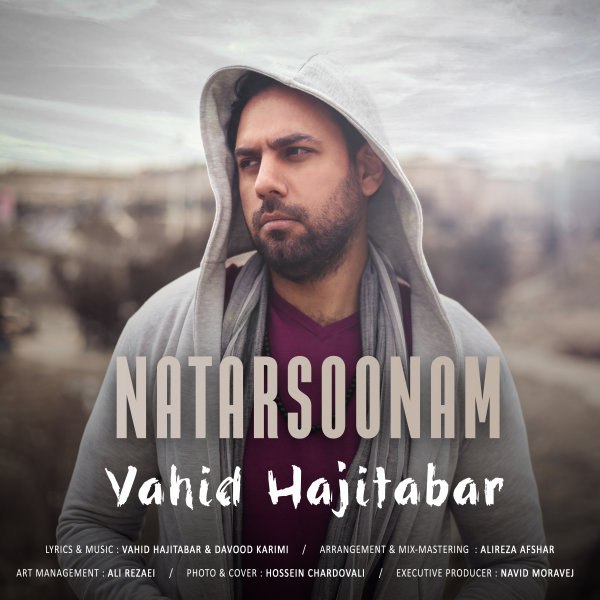 NATARSOONAM
Vahid Hajitabar
LYRICS & MUSIC : VAHID HAJITABAR & DAVOOD KARIMI / ARRANGEMENT & MIX-MASTERING : ALIREZA AFSHAR
ART MANAGEMENT : ALI REZAEI / PHOTO & COVER : HOSSEIN CHARDOVALI / EXECUTIVE PRODUCER : NAVID MORAVEJ